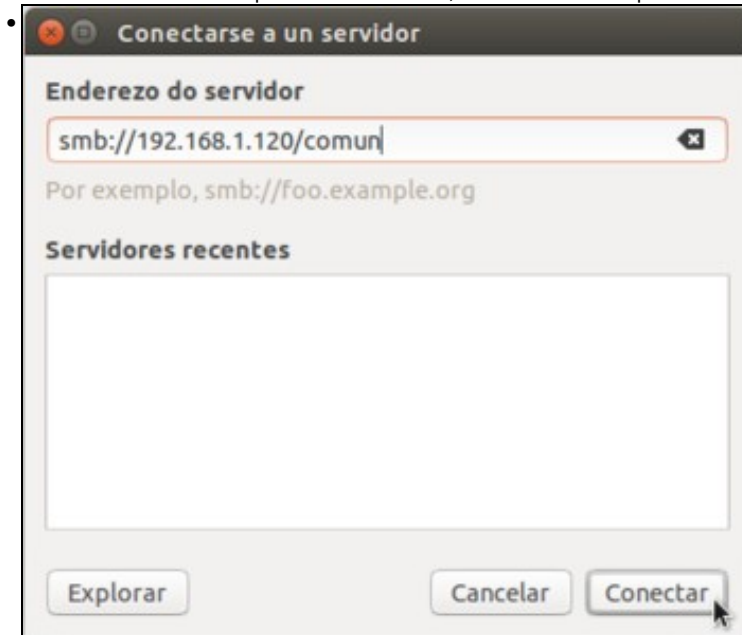 Conectarse a un servidor
Enderezo do servidor
smb://192.168.1.120/comun
Por exemplo, smb://foo.example.org
Servidores recentes
Explorar Cancelar Conectar